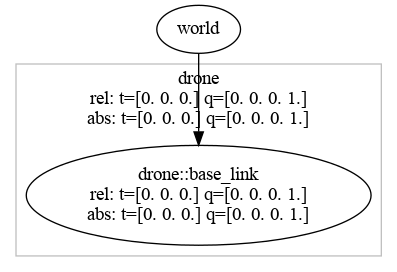 world
drone
rel: t=[0. 0. 0.] q=[0. 0. 0. 1.]
abs: t=[0. 0. 0.] q=[0. 0. 0. 1.]
drone::base_link
rel: t=[0. 0. 0.] q=[0. 0. 0. 1.]
abs: t=[0. 0. 0.] q=[0. 0. 0. 1.]